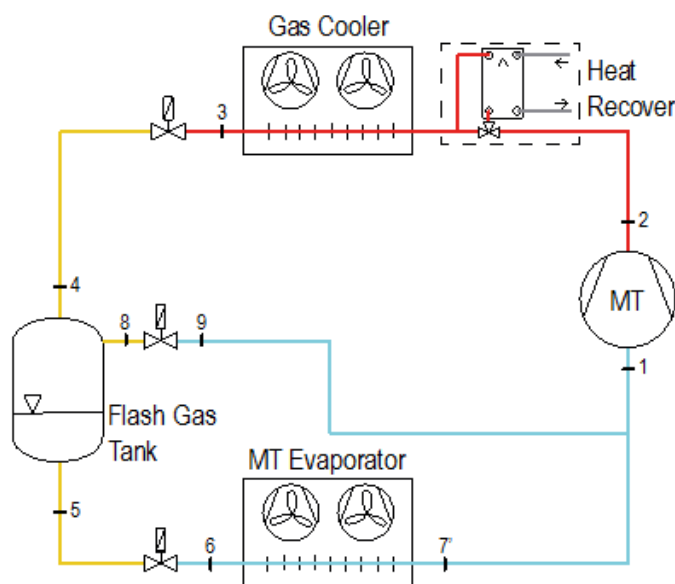 Gas Cooler
Heat
Recover
3
2
4
MT
8
9
1
Flash Gas
Tank
MT Evaporator
5
6
7'